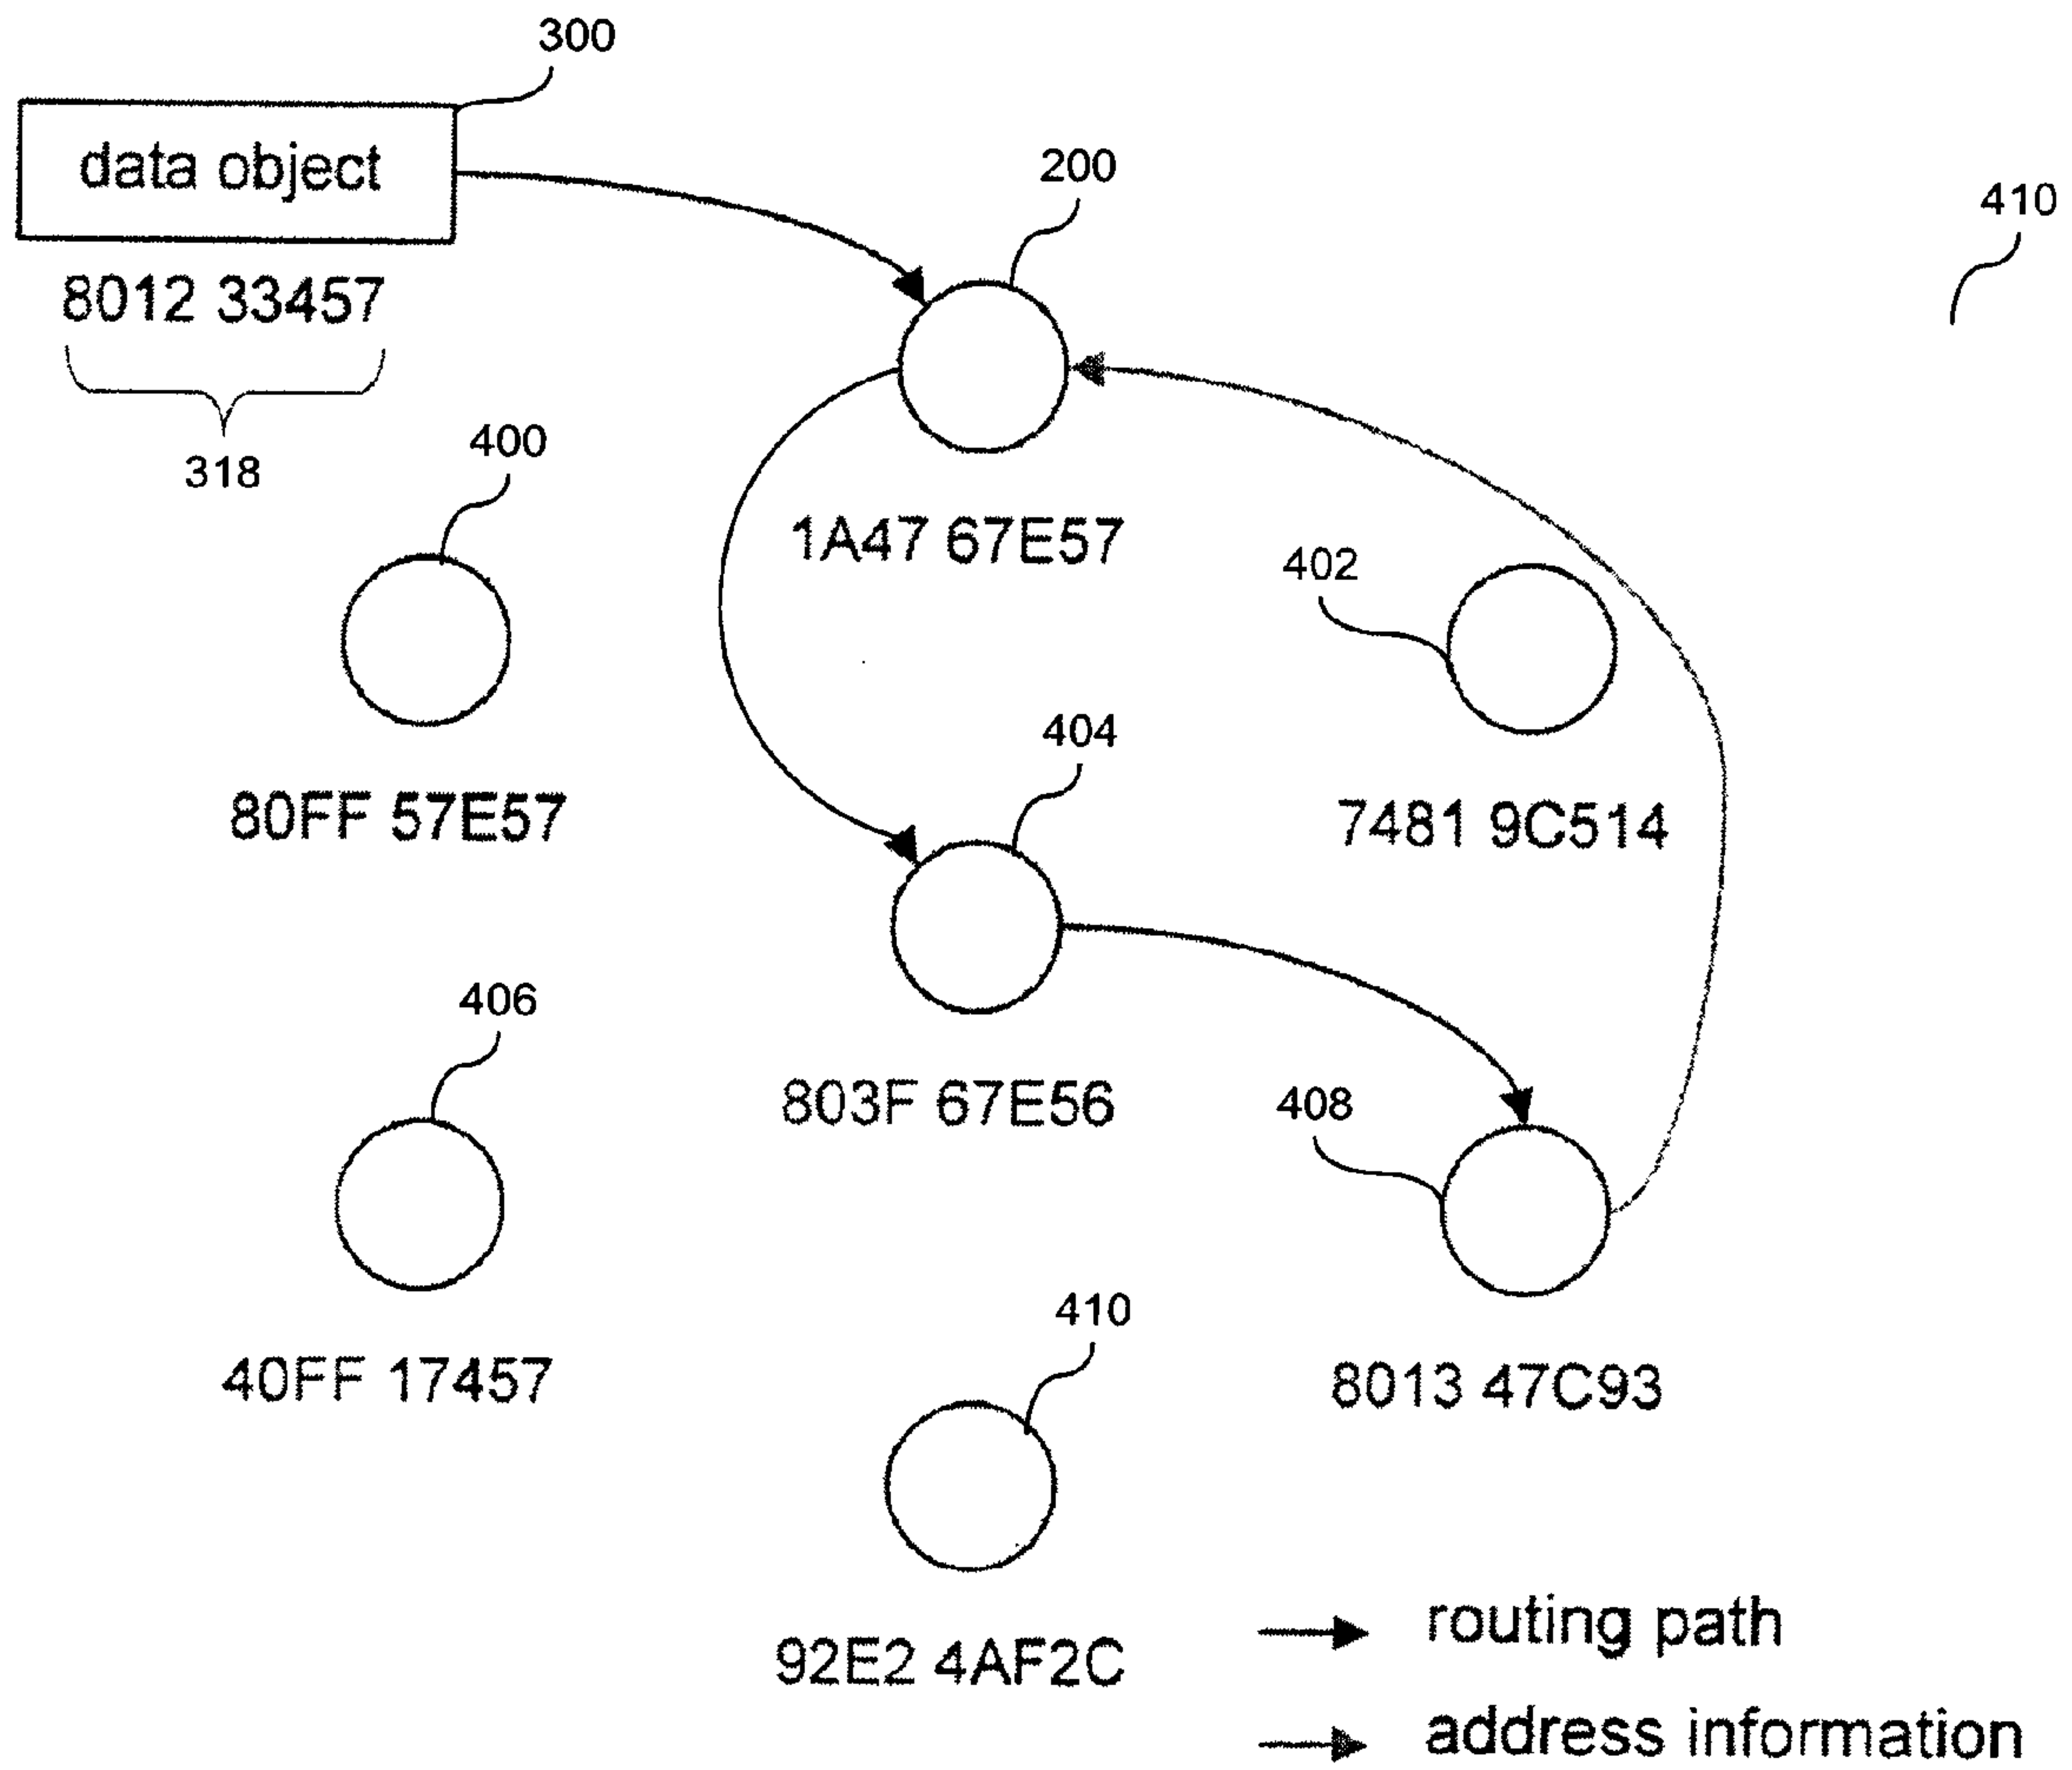 300
data object
200
410
8012 33457
318
400
1A47 67E57
402
80FF 57E57
404
7481 9C514
406
803F 67E56
408
40FF 17457
410
8013 47C93
92E2 4AF2C
routing path
address information